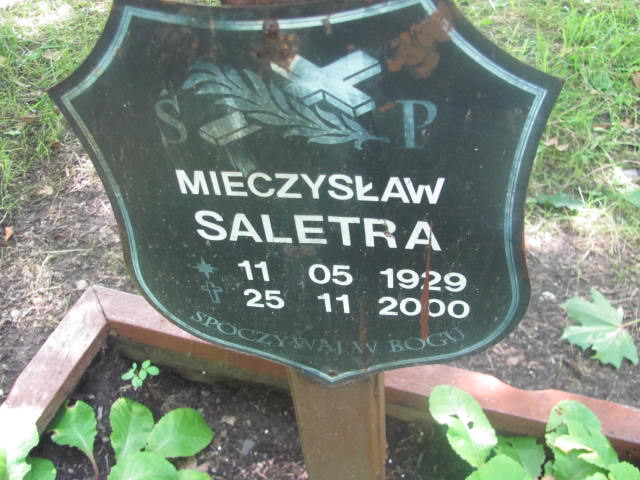 Ś P
MIECZYSŁAW
SALETRA
11 05 1929
25 11 2000
SPOCZYWAJ W BOGU